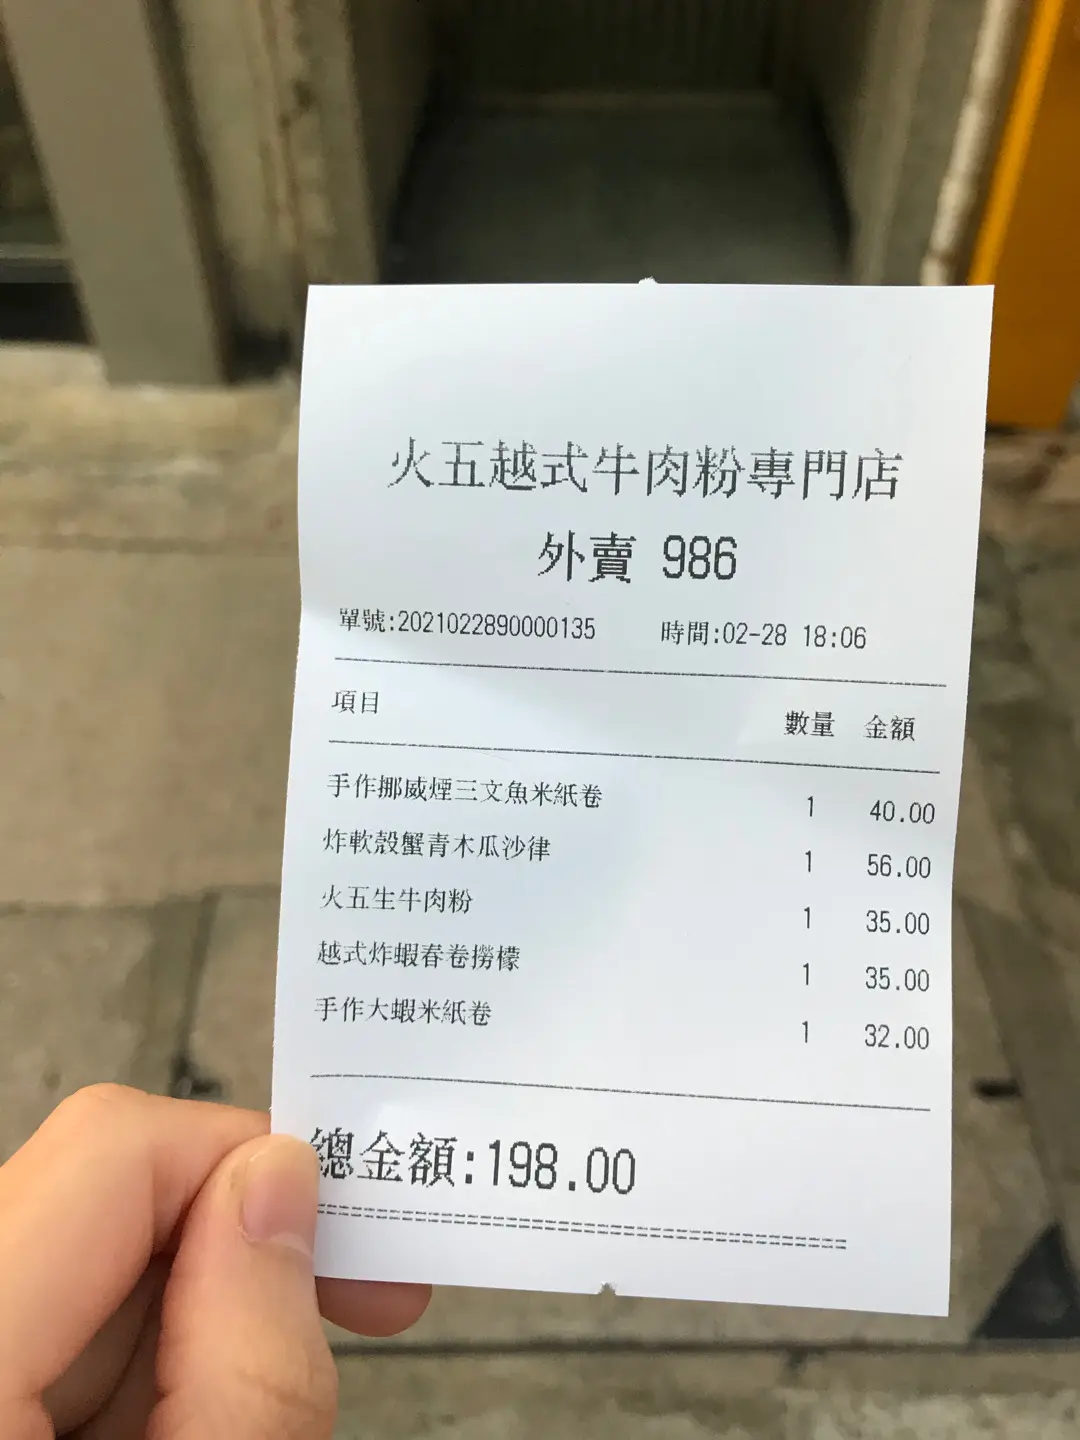 火五越式牛肉粉專門店
外賣 986
單號:2021022890000135 時間:02-28 18:06
項目 數量 金額
手作挪威煙三文魚米紙卷 1 40.00
炸軟殼蟹青木瓜沙律 1 56.00
火五生牛肉粉 1 35.00
越式炸蝦春卷撈檬 1 35.00
手作大蝦米紙卷 1 32.00
總金額:198.00